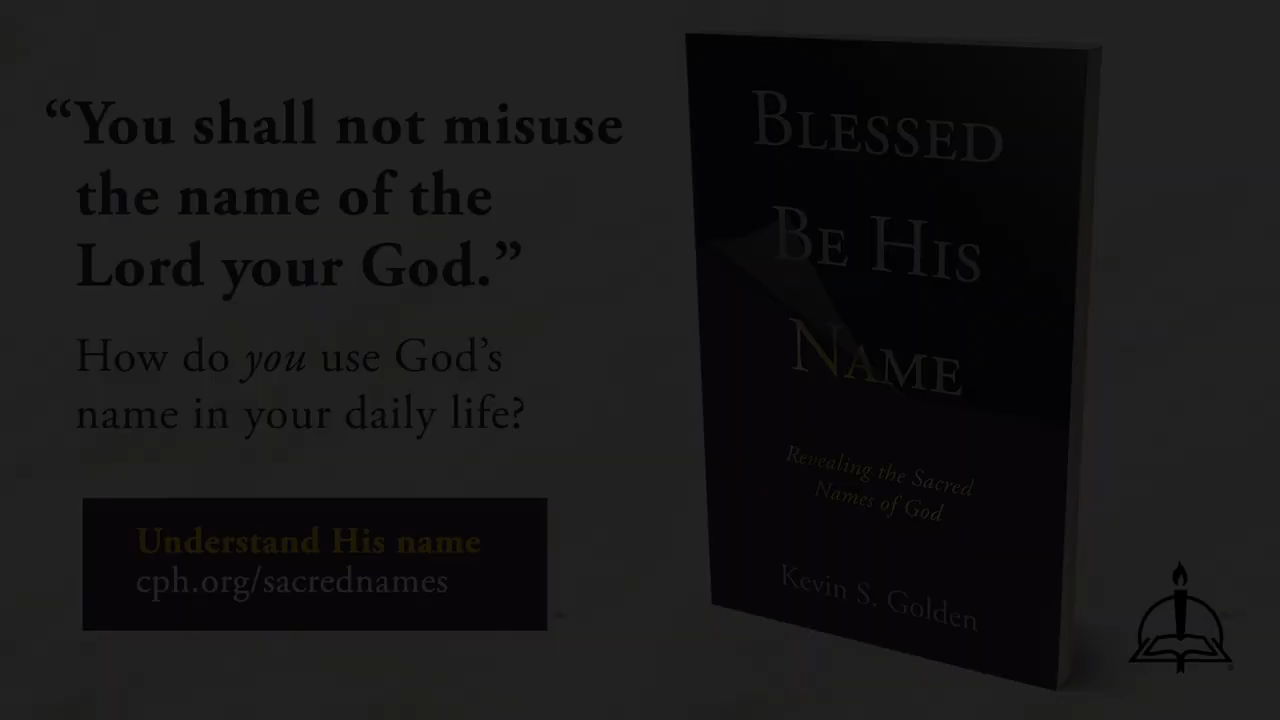 “You shall not misuse
the name of the
Lord your God.”
How do you use God’s
name in your daily life?
Understand His name
cph.org/sacrednames
BLESSED
BE HIS
NAME
Revealing the Sacred
Names of God
Kevin S. Golden
®